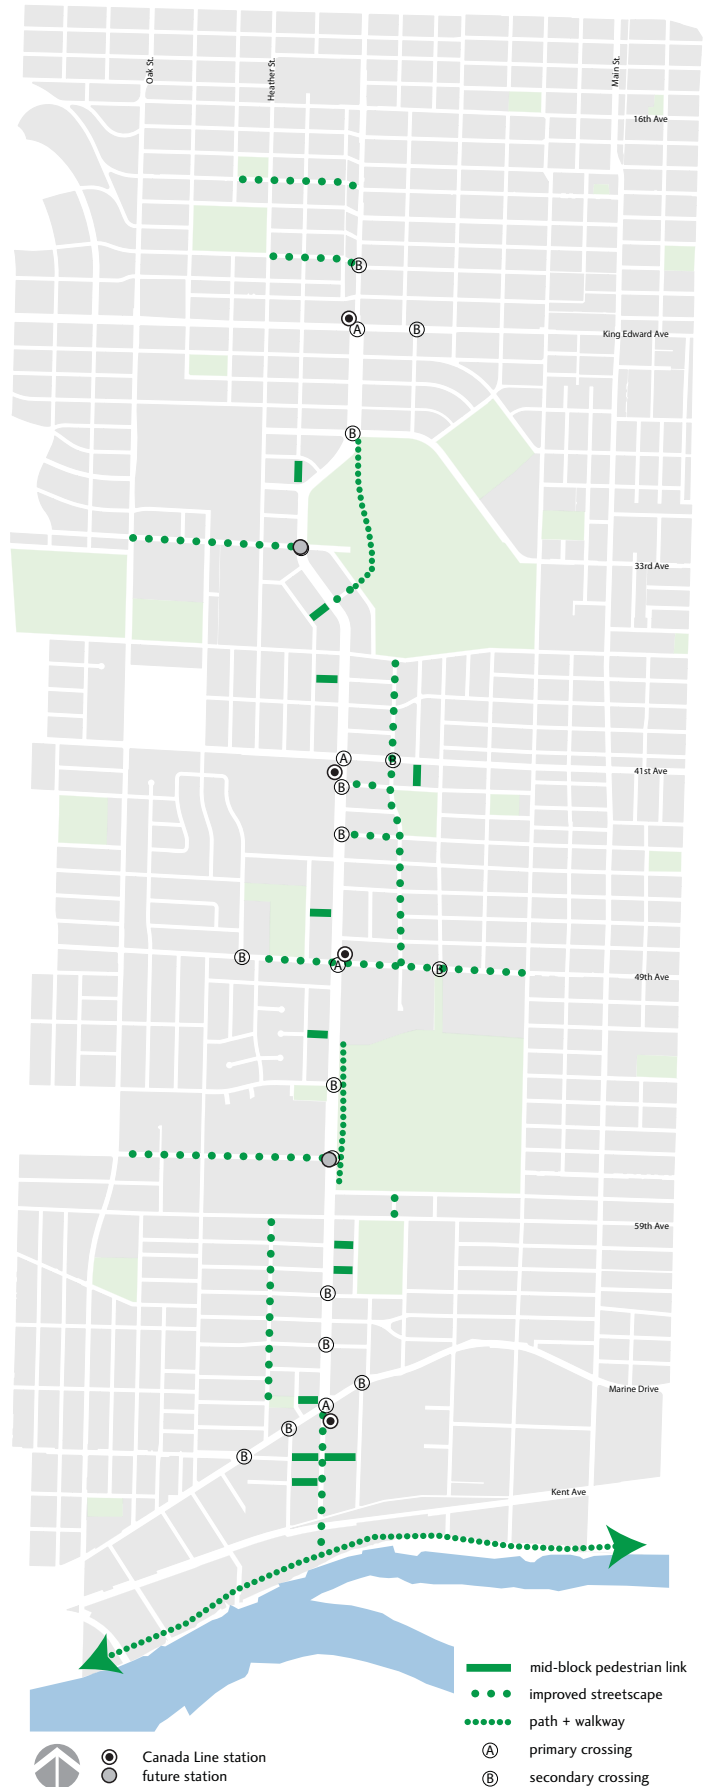 Oak St.
Heather St.
Main St.
16th Ave
B
A
B
King Edward Ave
B
33rd Ave
A
B
41st Ave
B
B
B
A
B
49th Ave
B
59th Ave
B
B
B
Marine Drive
A
B
B
Kent Ave
mid-block pedestrian link
improved streetscape
path + walkway
A primary crossing
B secondary crossing
Canada Line station
future station